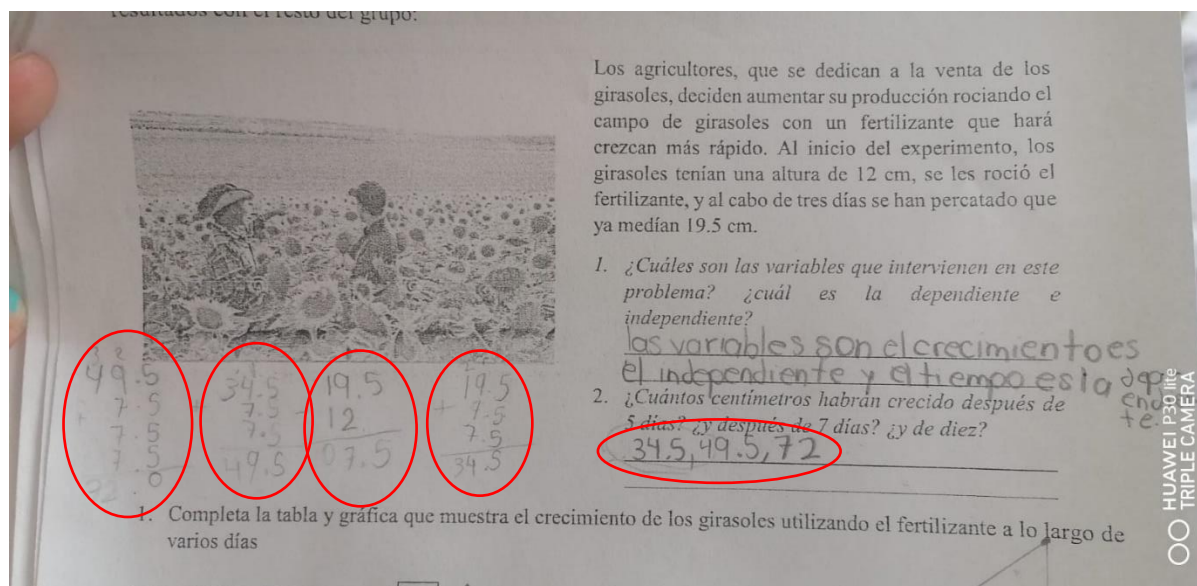 resultados con el resto del grupo:
Los agricultores, que se dedican a la venta de los
girasoles, deciden aumentar su producción rociando el
campo de girasoles con un fertilizante que hará
crezcan más rápido. Al inicio del experimento, los
girasoles tenían una altura de 12 cm, se les roció el
fertilizante, y al cabo de tres días se han percatado que
ya medían 19.5 cm.
1. ¿Cuáles son las variables que intervienen en este
problema? ¿cuál es la dependiente e
independiente?
las variables son el crecimiento es
el independiente y el tiempo es la depen
den
te.
2. ¿Cuántos centímetros habrán crecido después de
5 días? ¿y después de 7 días? ¿y de diez?
34.5, 49.5, 72
49.5
+ 7.5
7.5
7.5
.0
34.5
+ 7.5
7.5
49.5
19.5
- 12
07.5
19.5
+ 7.5
7.5
34.5
1. Completa la tabla y gráfica que muestra el crecimiento de los girasoles utilizando el fertilizante a lo largo de
varios días
HUAWEI P30 lite
TRIPLE CAMERA